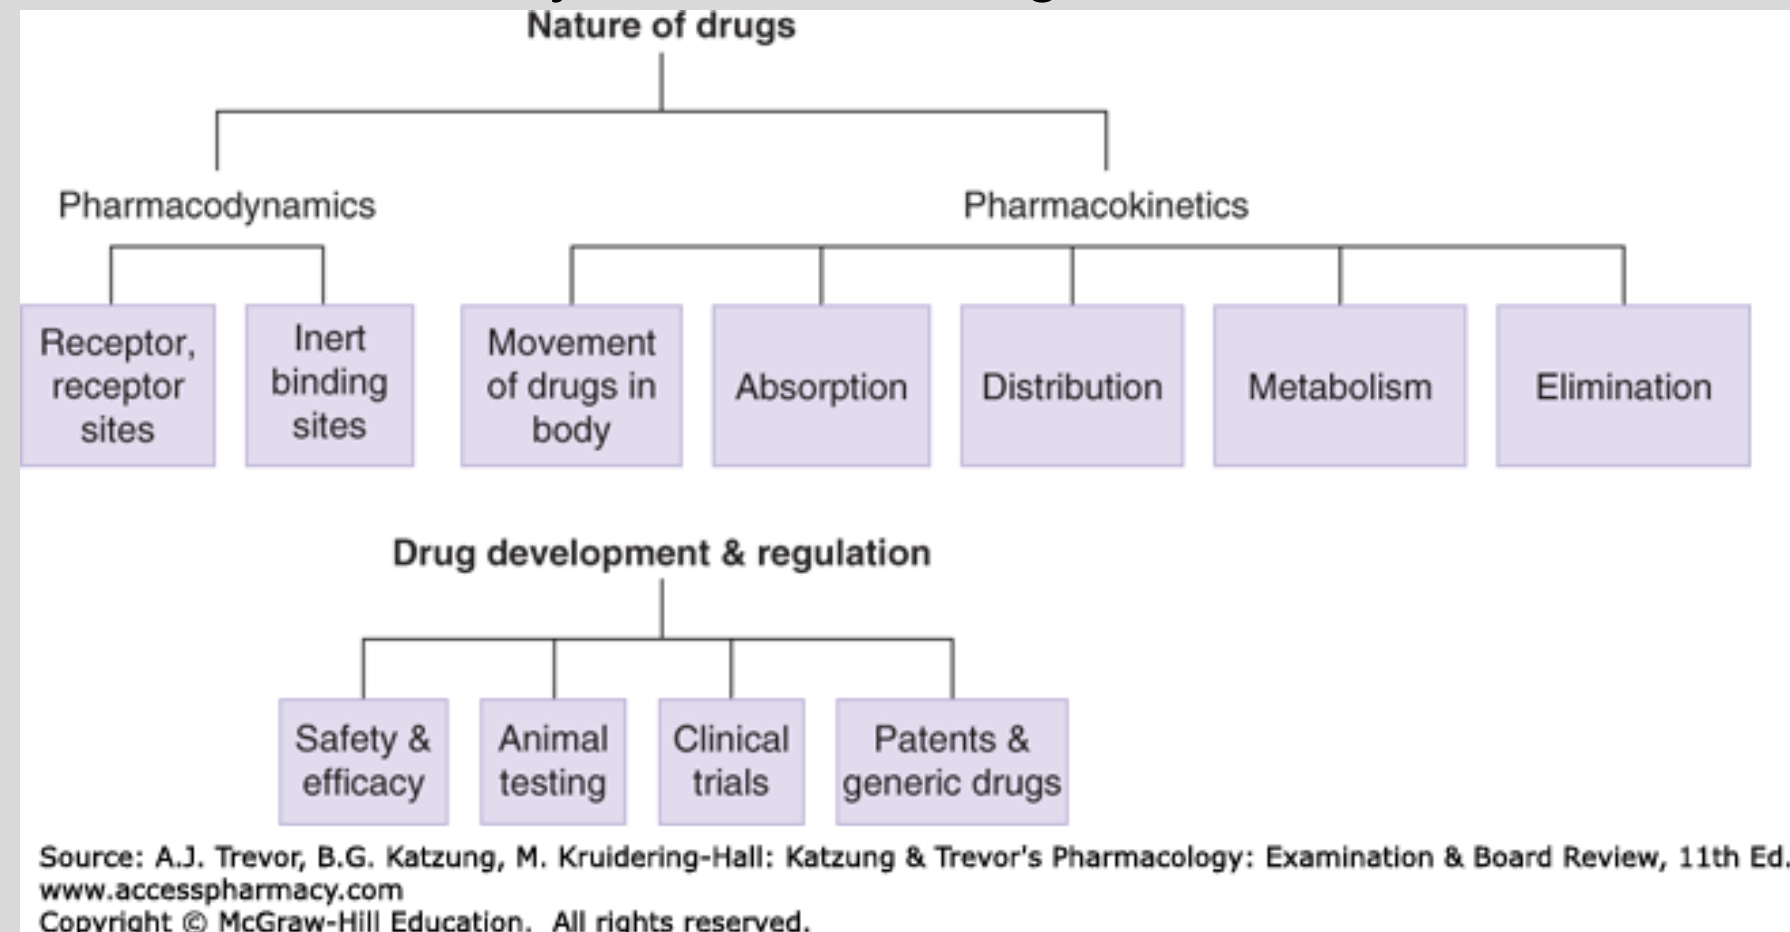 Nature of drugs
Pharmacodynamics
Pharmacokinetics
Receptor,
receptor
sites
Inert
binding
sites
Movement
of drugs in
body
Absorption
Distribution
Metabolism
Elimination
Drug development & regulation
Safety &
efficacy
Animal
testing
Clinical
trials
Patents &
generic drugs
Source: A.J. Trevor, B.G. Katzung, M. Kruidering-Hall: Katzung & Trevor's Pharmacology: Examination & Board Review, 11th Ed.
www.accesspharmacy.com
Copyright © McGraw-Hill Education. All rights reserved.